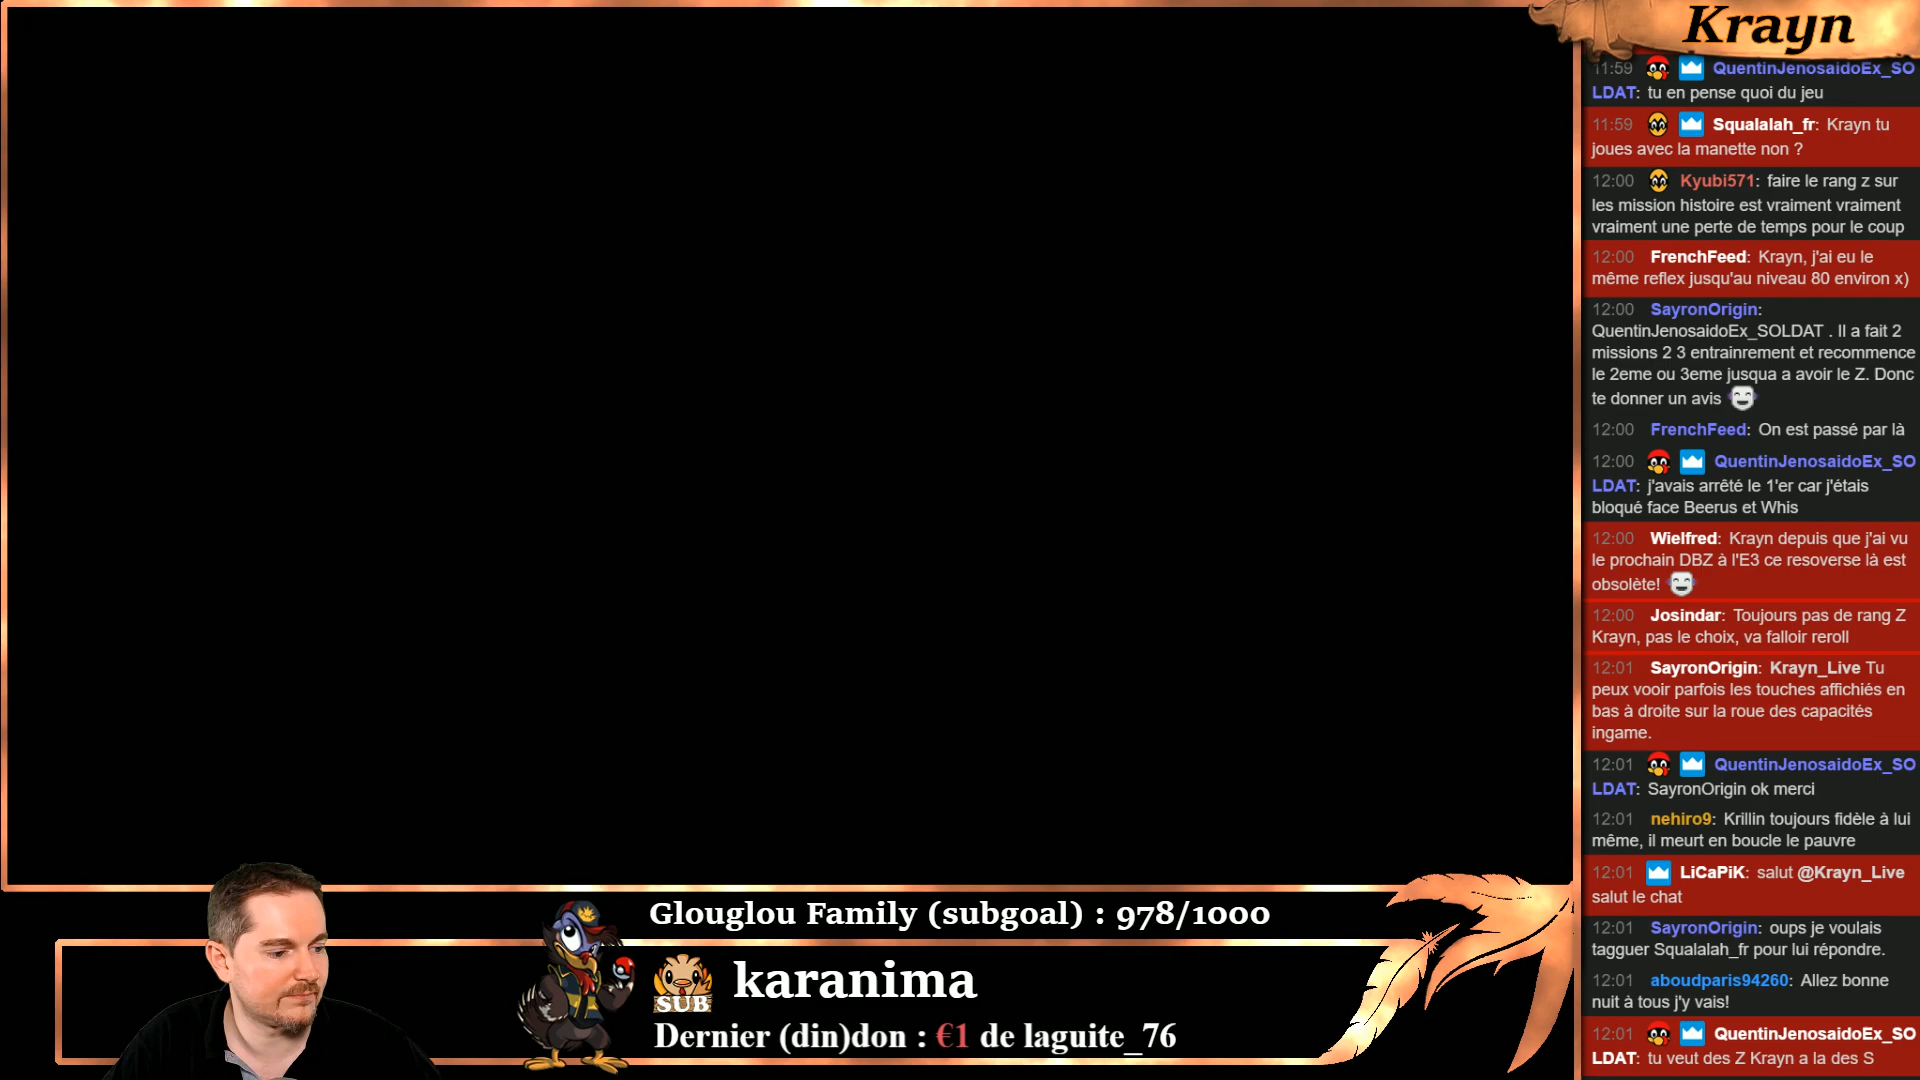 Krayn
11:59 QuentinJenosaidoEx_SO
LDAT: tu en pense quoi du jeu
11:59 Squalalah_fr: Krayn tu
joues avec la manette non ?
12:00 Kyubi571: faire le rang z sur
les mission histoire est vraiment vraiment
vraiment une perte de temps pour le coup
12:00 FrenchFeed: Krayn, j'ai eu le
même reflex jusqu'au niveau 80 environ x)
12:00 SayronOrigin:
QuentinJenosaidoEx_SOLDAT . Il a fait 2
missions 2 3 entrainrement et recommence
le 2eme ou 3eme jusqua a avoir le Z. Donc
te donner un avis
12:00 FrenchFeed: On est passé par là
12:00 QuentinJenosaidoEx_SO
LDAT: j'avais arrêté le 1'er car j'étais
bloqué face Beerus et Whis
12:00 Wielfred: Krayn depuis que j'ai vu
le prochain DBZ à l'E3 ce resoverse là est
obsolète!
12:00 Josindar: Toujours pas de rang Z
Krayn, pas le choix, va falloir reroll
12:01 SayronOrigin: Krayn_Live Tu
peux vooir parfois les touches affichiés en
bas à droite sur la roue des capacités
ingame.
12:01 QuentinJenosaidoEx_SO
LDAT: SayronOrigin ok merci
12:01 nehiro9: Krillin toujours fidèle à lui
même, il meurt en boucle le pauvre
12:01 LiCaPiK: salut @Krayn_Live
salut le chat
12:01 SayronOrigin: oups je voulais
tagguer Squalalah_fr pour lui répondre.
12:01 aboudparis94260: Allez bonne
nuit à tous j'y vais!
12:01 QuentinJenosaidoEx_SO
LDAT: tu veut des Z Krayn a la des S
Glouglou Family (subgoal) : 978/1000
SUB karanima
Dernier (din)don : €1 de laguite_76